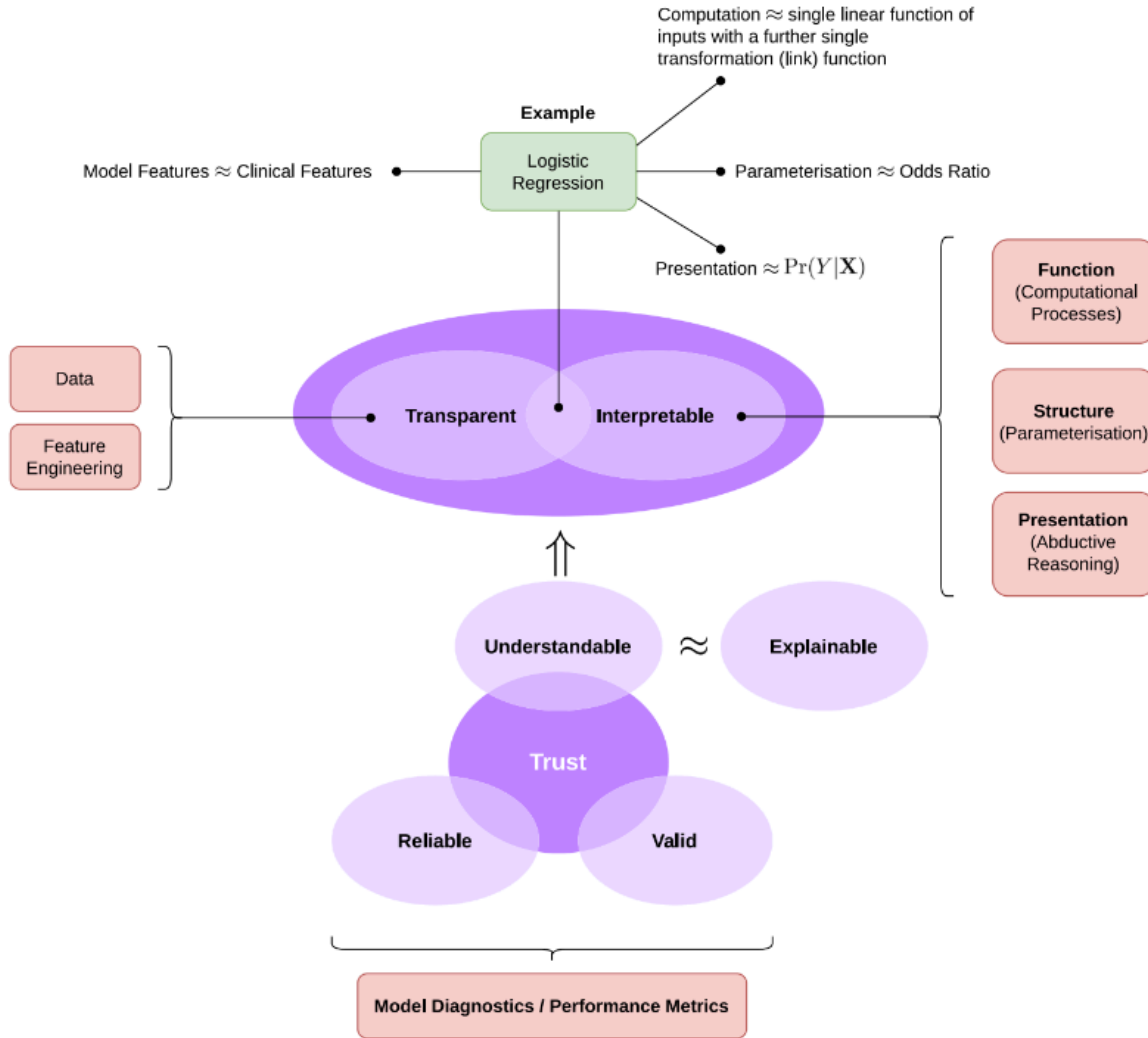 Computation ≈ single linear function of
inputs with a further single
transformation (link) function
Example
Logistic
Regression
Model Features ≈ Clinical Features
Parameterisation ≈ Odds Ratio
Presentation ≈ Pr(Y|X)
Function
(Computational
Processes)
Data
Feature
Engineering
Transparent
Interpretable
Structure
(Parameterisation)
Presentation
(Abductive
Reasoning)
⇑
Understandable
≈
Explainable
Trust
Reliable
Valid
Model Diagnostics / Performance Metrics